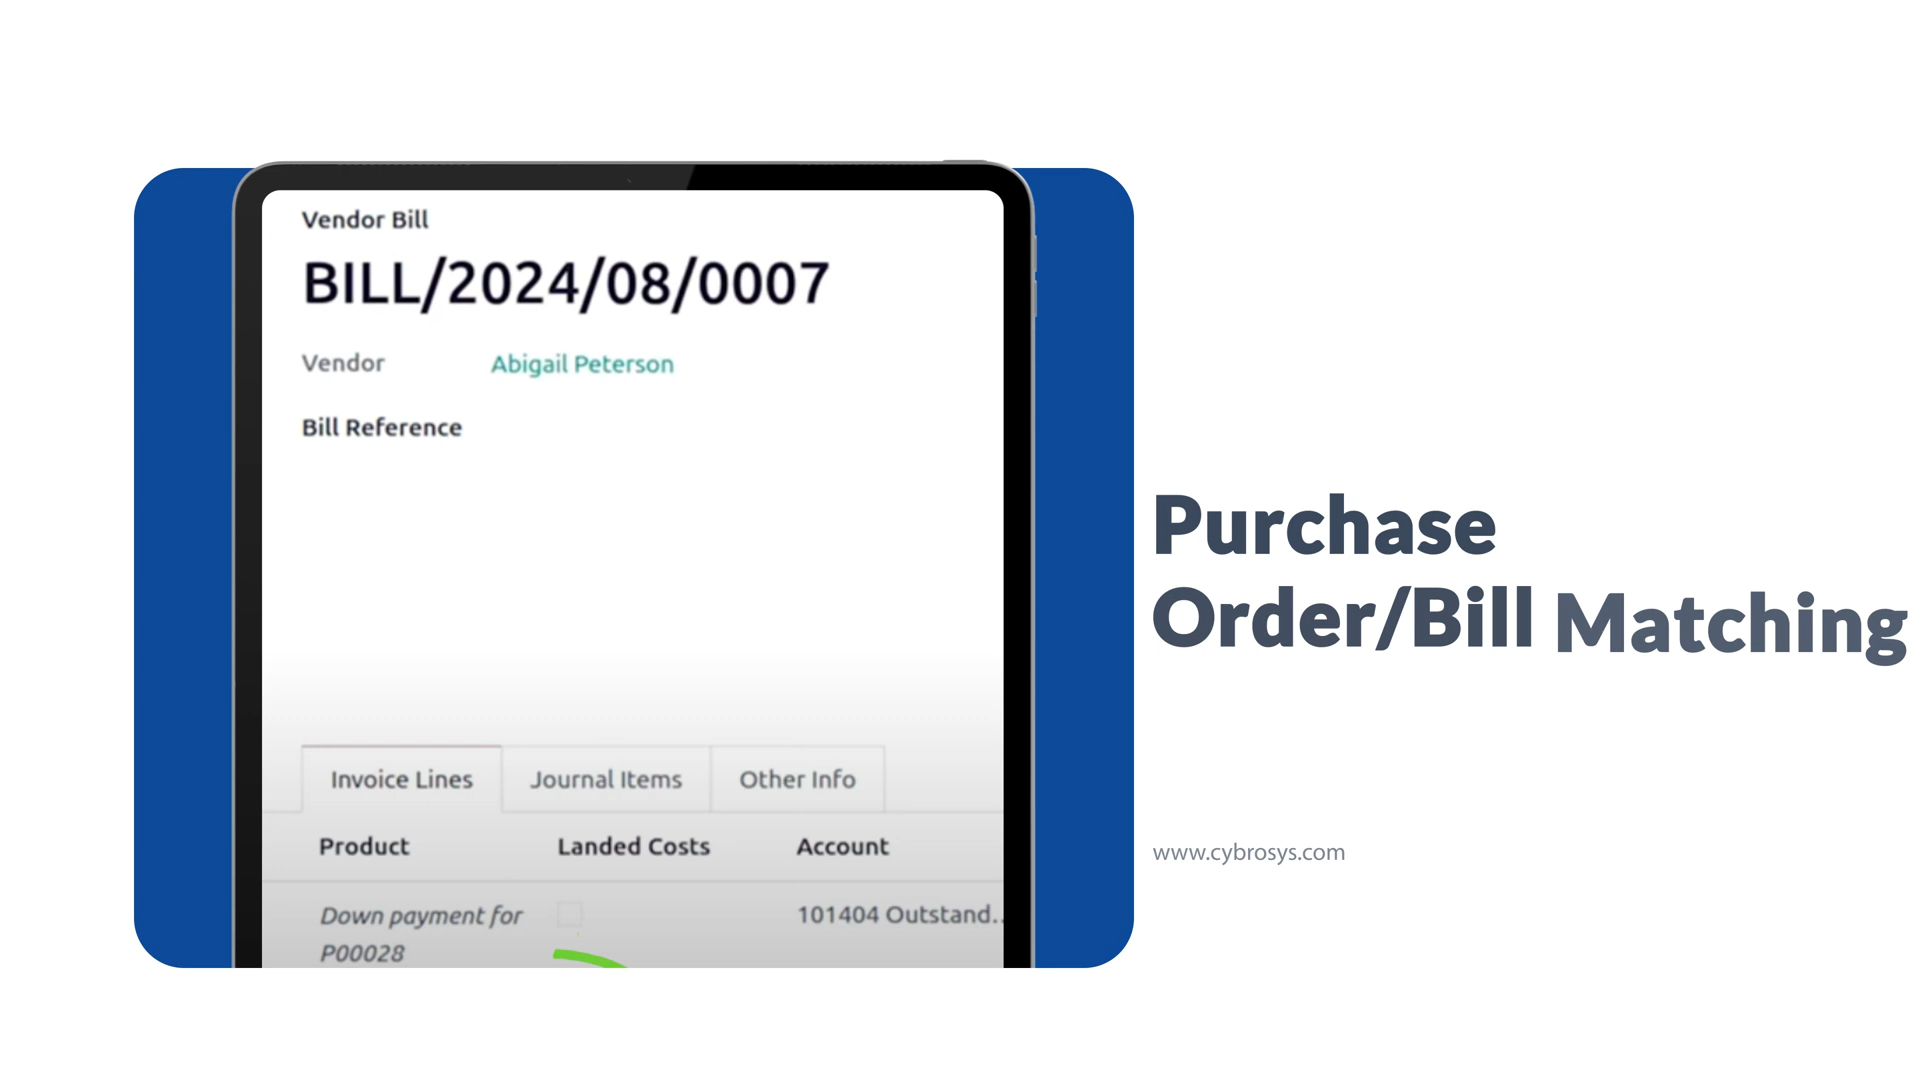 Vendor Bill
BILL/2024/08/0007
Vendor Abigail Peterson
Bill Reference
Invoice Lines Journal Items Other Info
Product Landed Costs Account
Down payment for 101404 Outstand..
P00028
Purchase
Order/Bill Matching
www.cybrosys.com